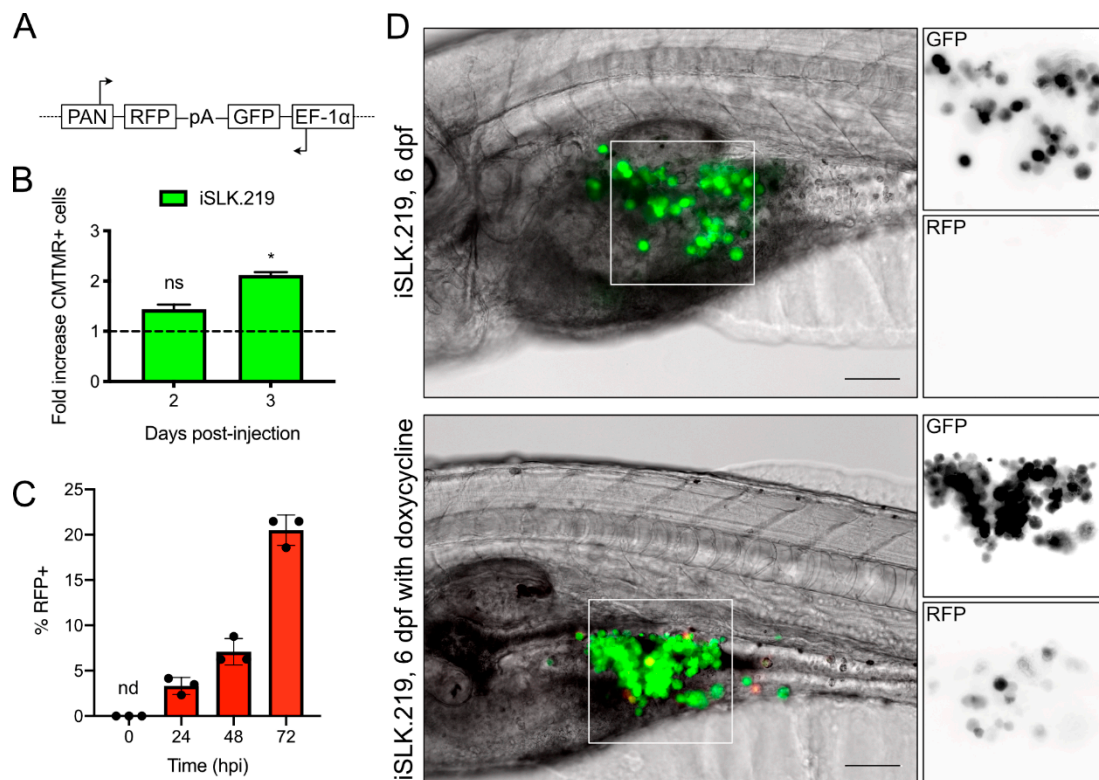 A
PAN RFP pA GFP EF-1α
B
iSLK.219
Fold increase CMTMR+ cells
3
2
1
0
ns
*
2 3
Days post-injection
C
% RFP+
25
20
15
10
5
0
nd
0 24 48 72
Time (hpi)
D
iSLK.219, 6 dpf
GFP
RFP
iSLK.219, 6 dpf with doxycycline
GFP
RFP